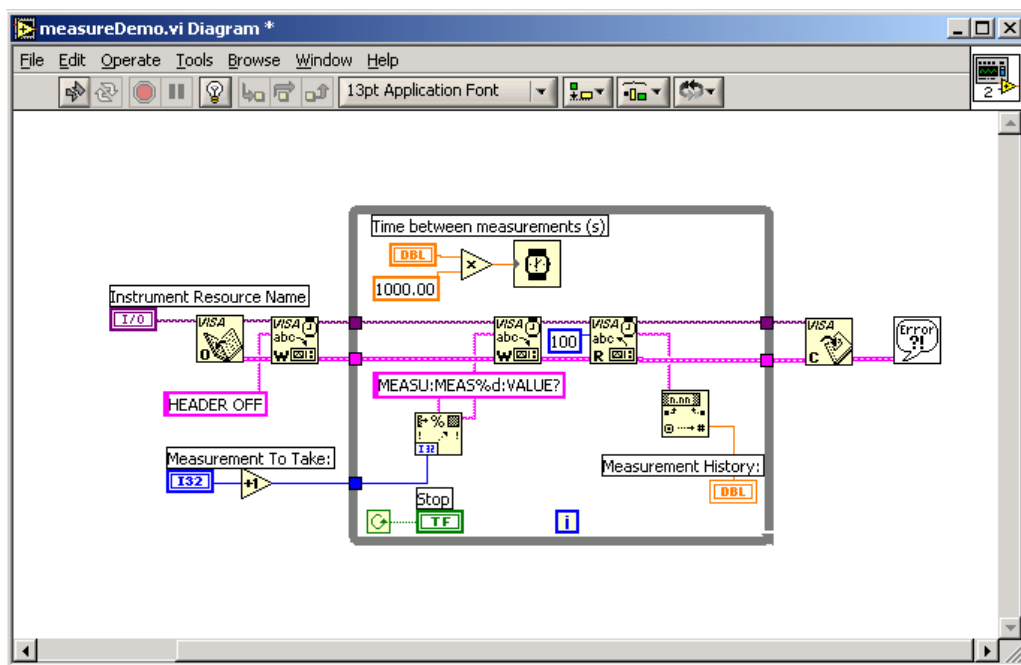 measureDemo.vi Diagram *
File Edit Operate Tools Browse Window Help
13pt Application Font
2
Time between measurements (s)
DBL
1000.00
Instrument Resource Name
I/O
VISA
O
VISA
abc
W
VISA
abc
W
100
VISA
abc
R
VISA
C
Error
?!
HEADER OFF
MEASU:MEAS%d:VALUE?
%
I32
n.nn
#
Measurement To Take:
I32
+1
Measurement History:
DBL
Stop
TF
i